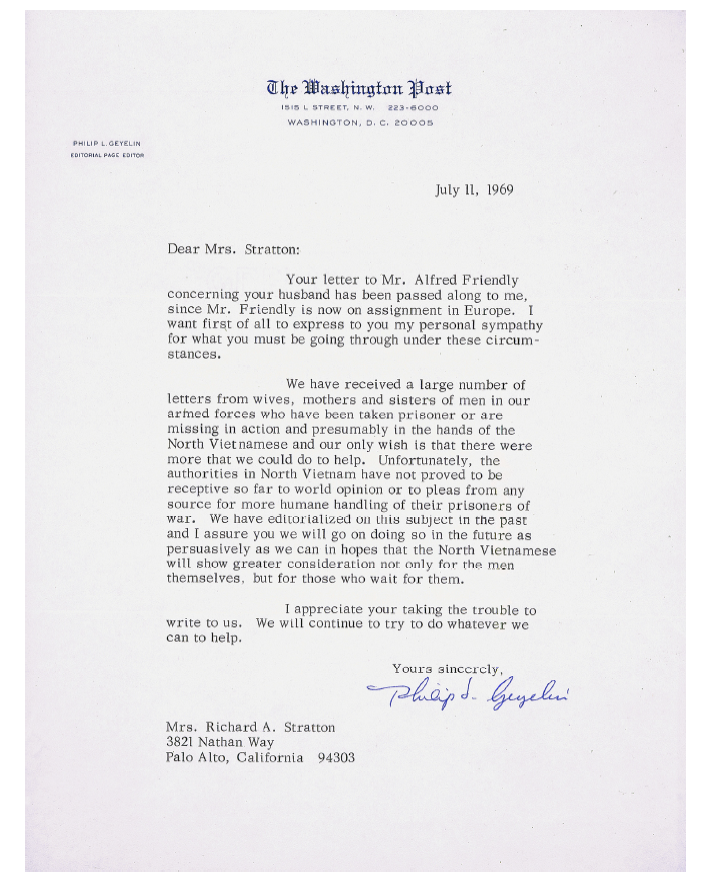 The Washington Post
1515 L STREET, N. W. 223-6000
WASHINGTON, D. C. 20005
PHILIP L. GEYELIN
EDITORIAL PAGE EDITOR
July 11, 1969
Dear Mrs. Stratton:
Your letter to Mr. Alfred Friendly
concerning your husband has been passed along to me,
since Mr. Friendly is now on assignment in Europe. I
want first of all to express to you my personal sympathy
for what you must be going through under these circum-
stances.
We have received a large number of
letters from wives, mothers and sisters of men in our
armed forces who have been taken prisoner or are
missing in action and presumably in the hands of the
North Vietnamese and our only wish is that there were
more that we could do to help. Unfortunately, the
authorities in North Vietnam have not proved to be
receptive so far to world opinion or to pleas from any
source for more humane handling of their prisoners of
war. We have editorialized on this subject in the past
and I assure you we will go on doing so in the future as
persuasively as we can in hopes that the North Vietnamese
will show greater consideration not only for the men
themselves, but for those who wait for them.
I appreciate your taking the trouble to
write to us. We will continue to try to do whatever we
can to help.
Yours sincerely,
Philip L. Geyelin
Mrs. Richard A. Stratton
3821 Nathan Way
Palo Alto, California 94303